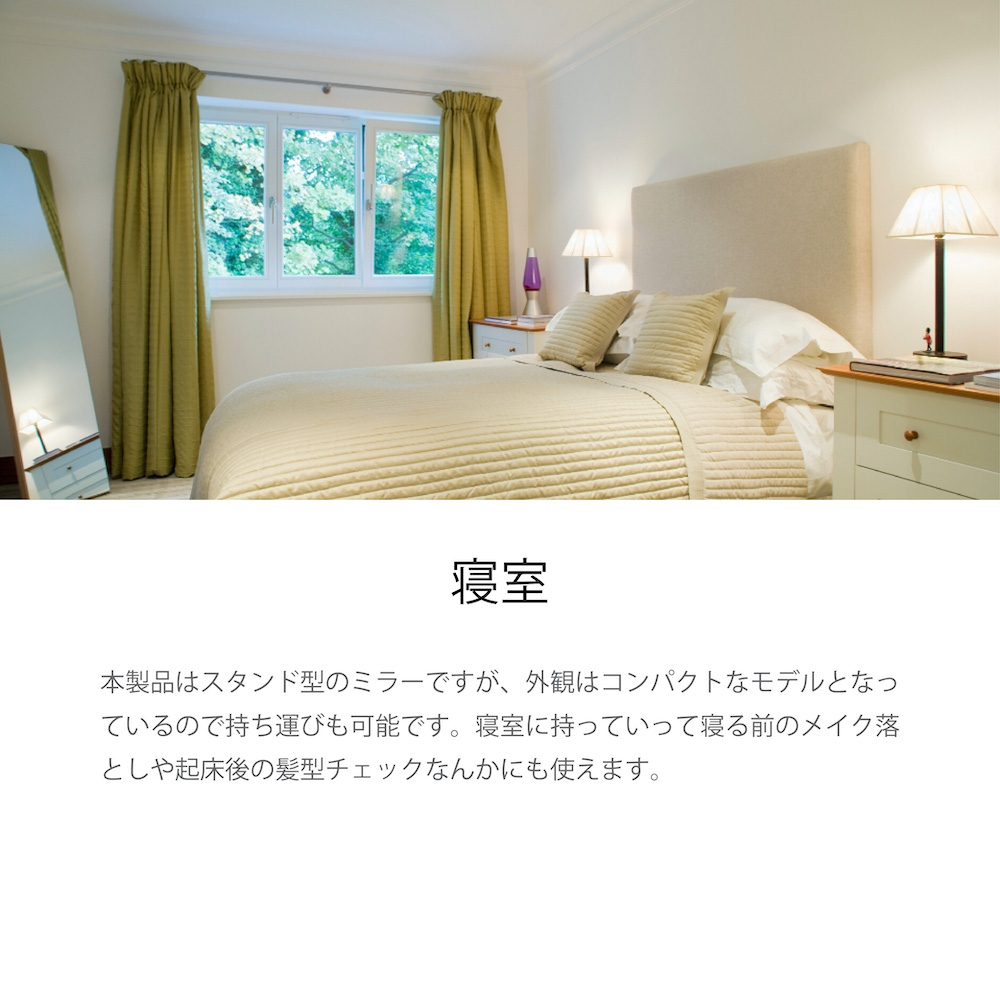 寝室
本製品はスタンド型のミラーですが、外観はコンパクトなモデルとなっ
ているので持ち運びも可能です。寝室に持っていって寝る前のメイク落
としや起床後の髪型チェックなんかにも使えます。